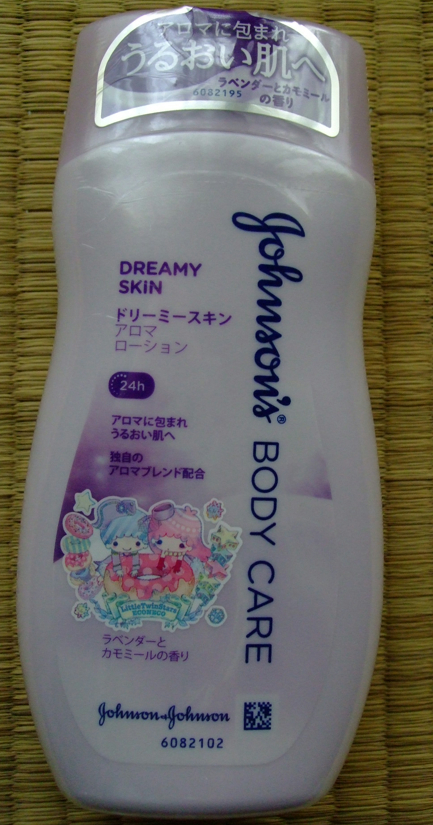 アロマに包まれ
うるおい肌へ
ラベンダーとカモミール
の香り
6082195
Johnson's® BODY CARE
DREAMY
SKiN
ドリーミースキン
アロマ
ローション
24h
アロマに包まれ
うるおい肌へ
独自の
アロマブレンド配合
LittleTwinStars
ラベンダーと
カモミールの香り
Johnson & Johnson
6082102